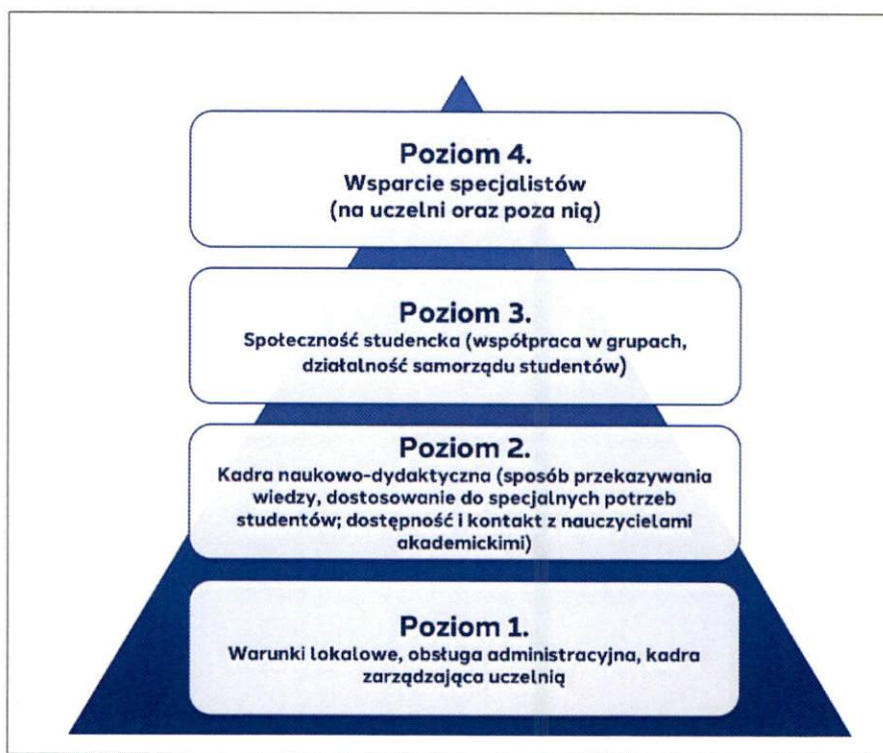 Poziom 4.
Wsparcie specjalistów
(na uczelni oraz poza nią)
Poziom 3.
Społeczność studencka (współpraca w grupach,
działalność samorządu studentów)
Poziom 2.
Kadra naukowo-dydaktyczna (sposób przekazywania
wiedzy, dostosowanie do specjalnych potrzeb
studentów; dostępność i kontakt z nauczycielami
akademickimi)
Poziom 1.
Warunki lokalowe, obsługa administracyjna, kadra
zarządzająca uczelnią